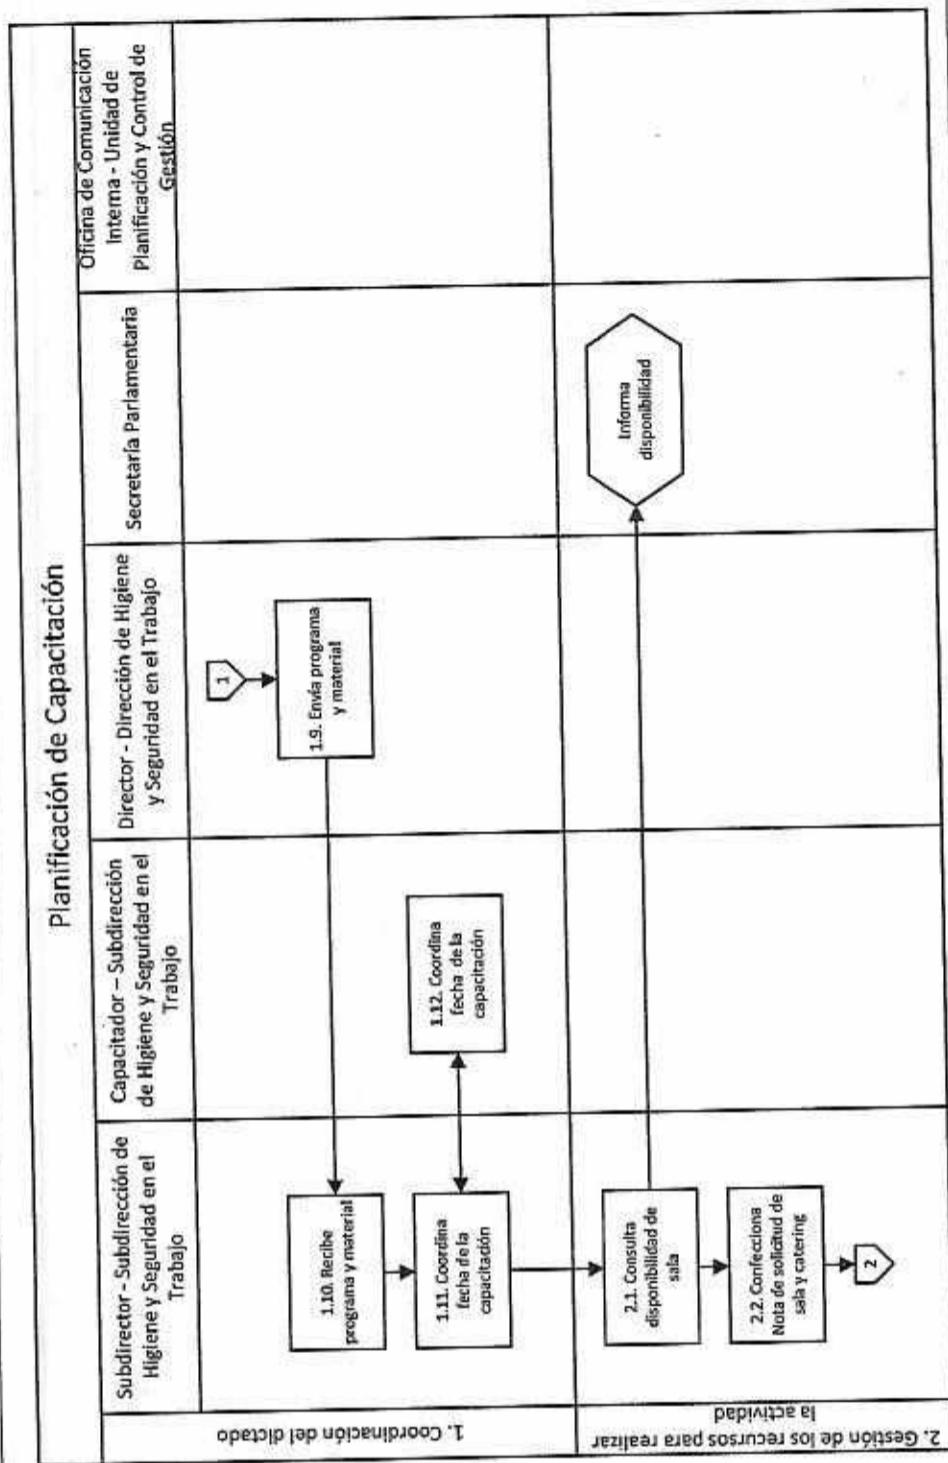 Planificación de Capacitación
Subdirector - Subdirección de
Higiene y Seguridad en el
Trabajo
Capacitador – Subdirección
de Higiene y Seguridad en el
Trabajo
Director - Dirección de Higiene
y Seguridad en el Trabajo
Secretaría Parlamentaria
Oficina de Comunicación
Interna - Unidad de
Planificación y Control de
Gestión
1. Coordinación del dictado
1
1.9. Envía programa
y material
1.10. Recibe
programa y material
1.11. Coordina
fecha de la
capacitación
1.12. Coordina
fecha de la
capacitación
2. Gestión de los recursos para realizar
la actividad
2.1. Consulta
disponibilidad de
sala
Informa
disponibilidad
2.2. Confecciona
Nota de solicitud de
sala y catering
2